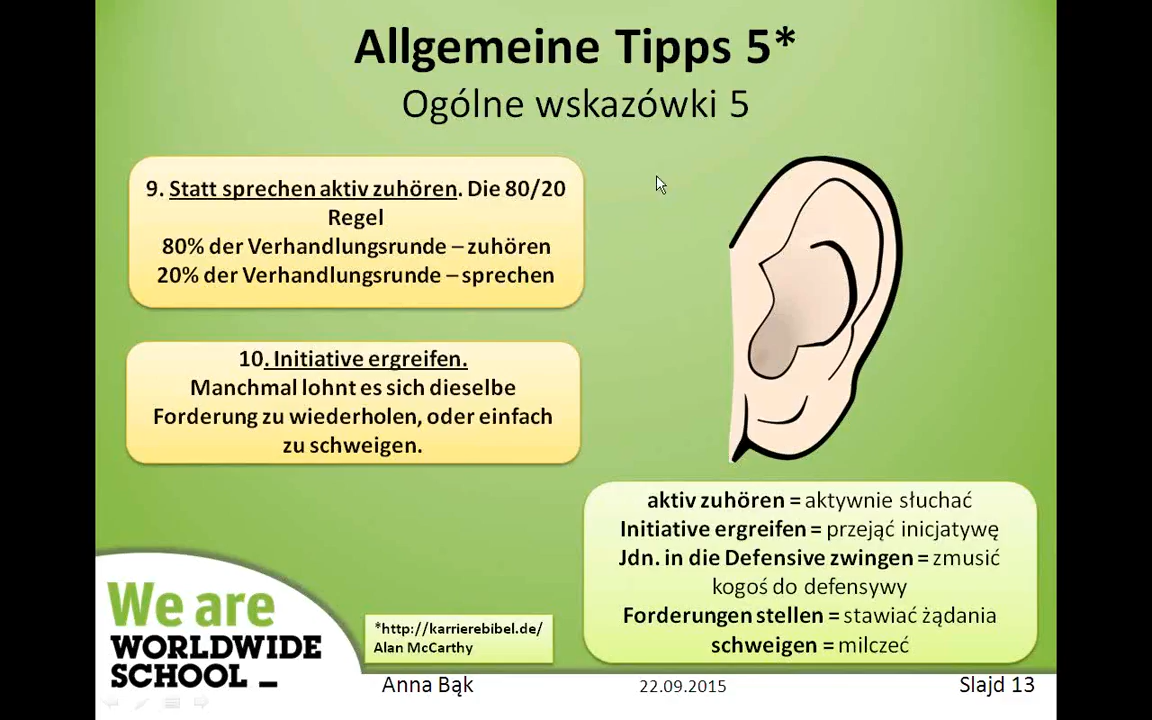 Allgemeine Tipps 5*
Ogólne wskazówki 5
9. Statt sprechen aktiv zuhören. Die 80/20
Regel
80% der Verhandlungsrunde – zuhören
20% der Verhandlungsrunde – sprechen
10. Initiative ergreifen.
Manchmal lohnt es sich dieselbe
Forderung zu wiederholen, oder einfach
zu schweigen.
aktiv zuhören = aktywnie słuchać
Initiative ergreifen = przejąć inicjatywę
Jdn. in die Defensive zwingen = zmusić
kogoś do defensywy
Forderungen stellen = stawiać żądania
schweigen = milczeć
We are
WORLDWIDE
SCHOOL _
*http://karrierebibel.de/
Alan McCarthy
Anna Bąk
22.09.2015
Slajd 13